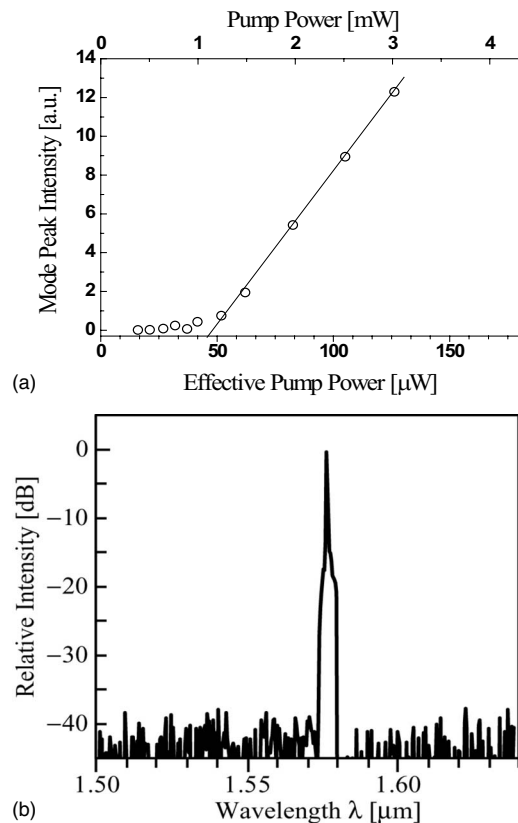 Pump Power [mW]
0 1 2 3 4
14
12
10
8
6
4
2
0
Mode Peak Intensity [a.u.]
0 50 100 150
(a)
Effective Pump Power [μW]
0
−10
−20
−30
−40
Relative Intensity [dB]
1.50 1.55 1.60
(b)
Wavelength λ [μm]